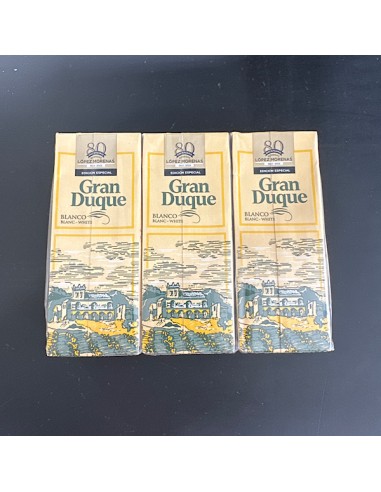 80
LÓPEZ MORENAS
EDICIÓN ESPECIAL
Gran
Duque
BLANCO
BLANC - WHITE
80
LÓPEZ MORENAS
EDICIÓN ESPECIAL
Gran
Duque
BLANCO
BLANC - WHITE
80
LÓPEZ MORENAS
EDICIÓN ESPECIAL
Gran
Duque
BLANCO
BLANC - WHITE